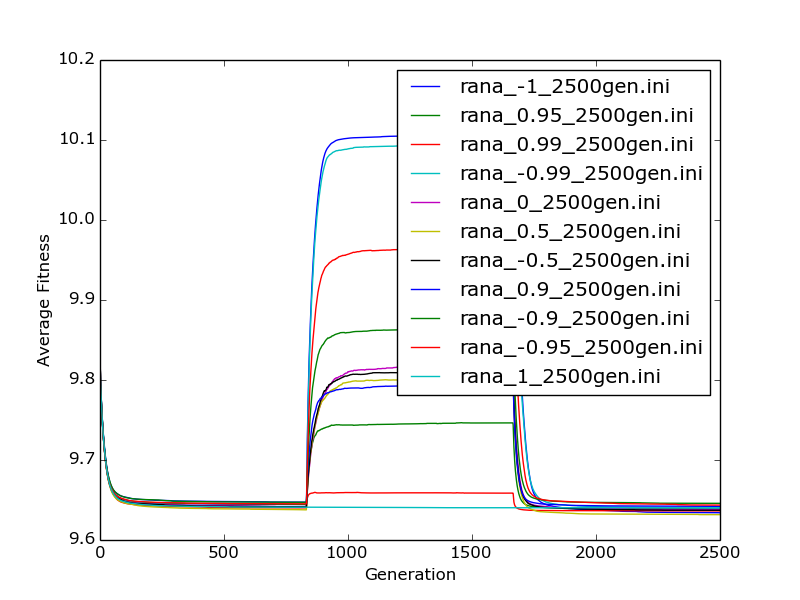 10.2
10.1
10.0
9.9
9.8
9.7
9.6
Average Fitness
rana_-1_2500gen.ini
rana_0.95_2500gen.ini
rana_0.99_2500gen.ini
rana_-0.99_2500gen.ini
rana_0_2500gen.ini
rana_0.5_2500gen.ini
rana_-0.5_2500gen.ini
rana_0.9_2500gen.ini
rana_-0.9_2500gen.ini
rana_-0.95_2500gen.ini
rana_1_2500gen.ini
0 500 1000 1500 2000 2500
Generation